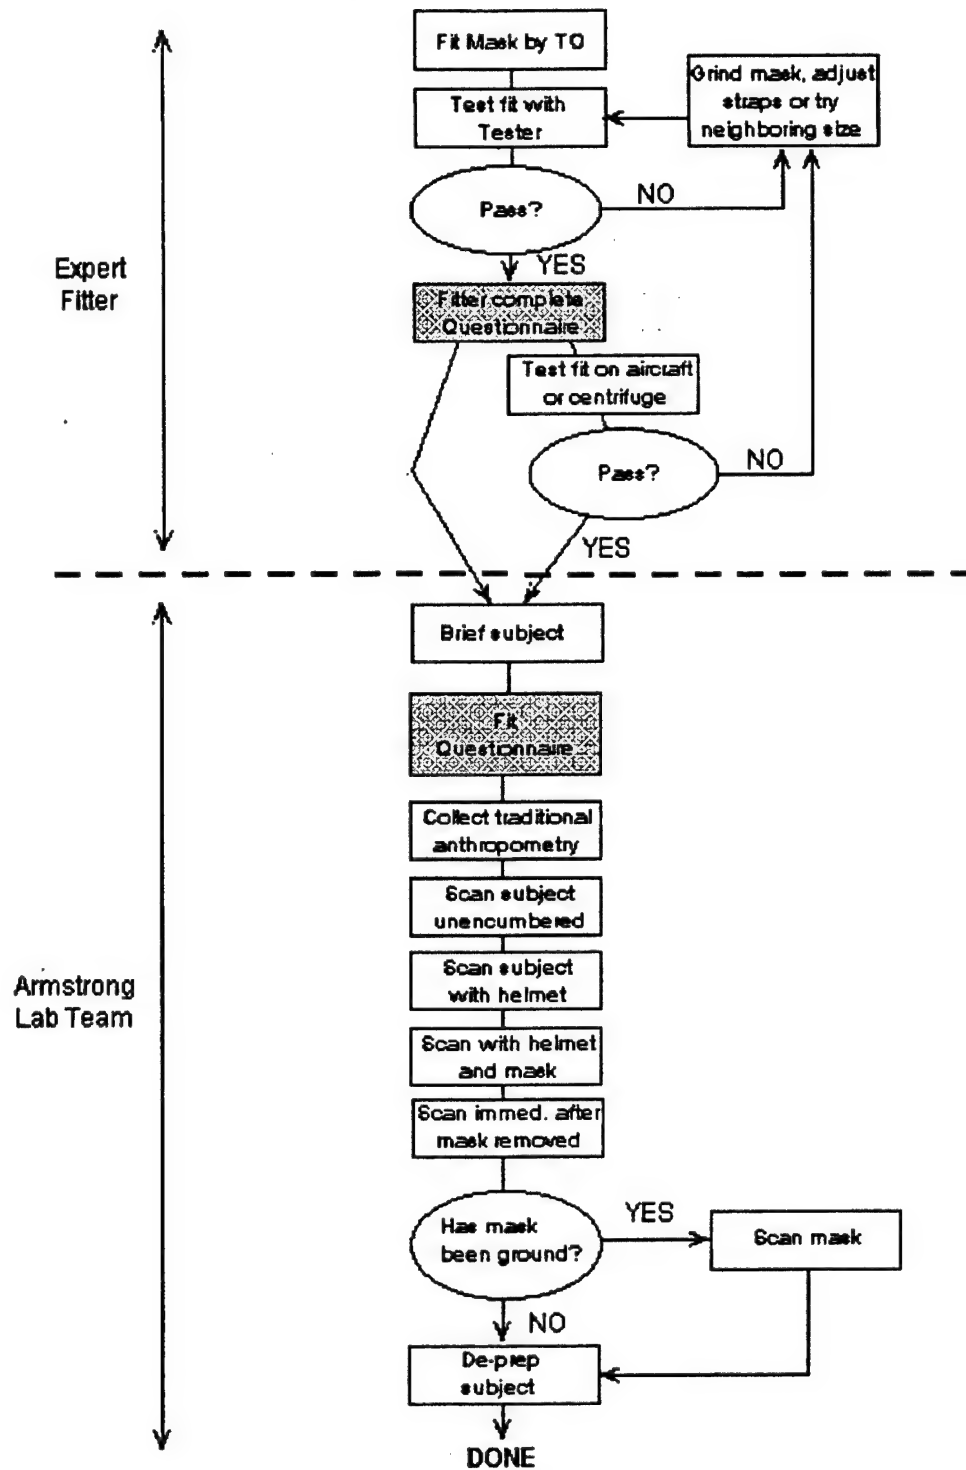 Fit Mask by TO
Grind mask, adjust
straps or try
neighboring size
Test fit with
Tester
Pass?
NO
YES
Expert
Fitter
Fitter complete
Questionnaire
Test fit on aircraft
or centrifuge
Pass?
NO
YES
Brief subject
Fit
Questionnaire
Collect traditional
anthropometry
Scan subject
unencumbered
Scan subject
with helmet
Armstrong
Lab Team
Scan with helmet
and mask
Scan immed. after
mask removed
Has mask
been ground?
YES
Scan mask
NO
De-prep
subject
DONE